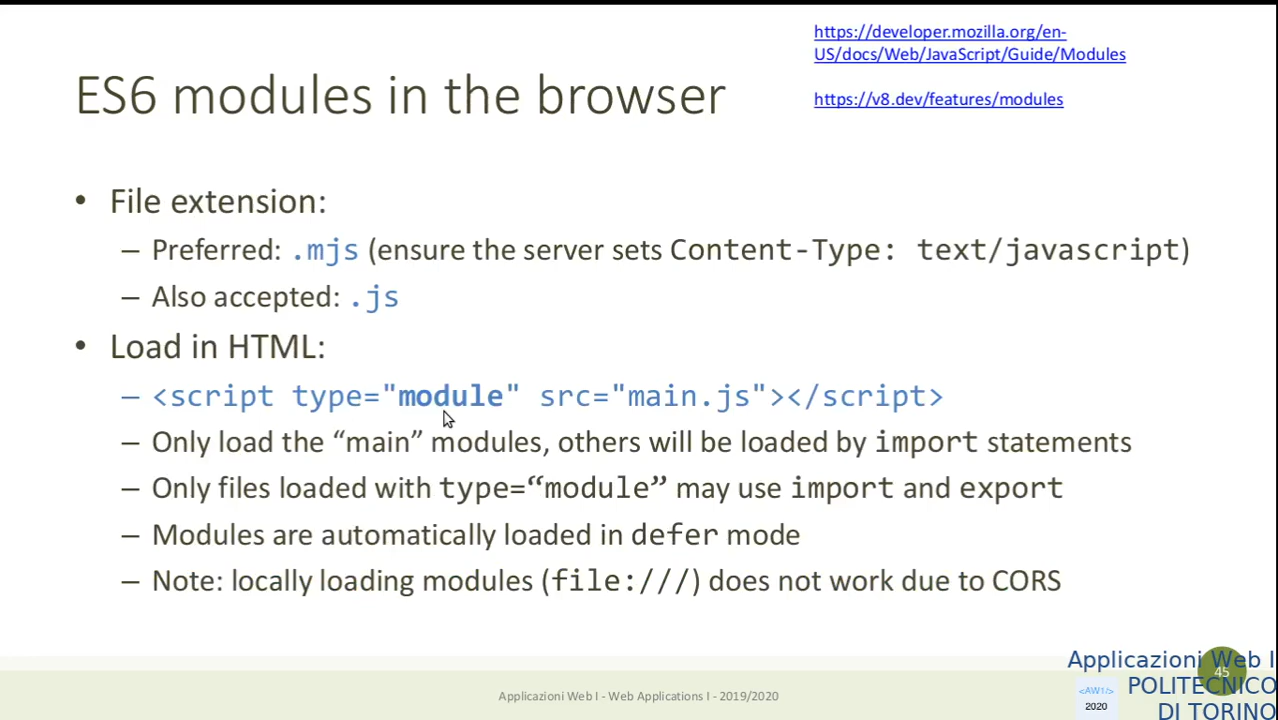 https://developer.mozilla.org/en-
US/docs/Web/JavaScript/Guide/Modules
https://v8.dev/features/modules
ES6 modules in the browser
• File extension:
– Preferred: .mjs (ensure the server sets Content-Type: text/javascript)
– Also accepted: .js
• Load in HTML:
– <script type="module" src="main.js"></script>
– Only load the “main” modules, others will be loaded by import statements
– Only files loaded with type=“module” may use import and export
– Modules are automatically loaded in defer mode
– Note: locally loading modules (file:///) does not work due to CORS
Applicazioni Web I - Web Applications I - 2019/2020
45
Applicazioni Web I
POLITECNICO
DI TORINO
<AW1/>
2020